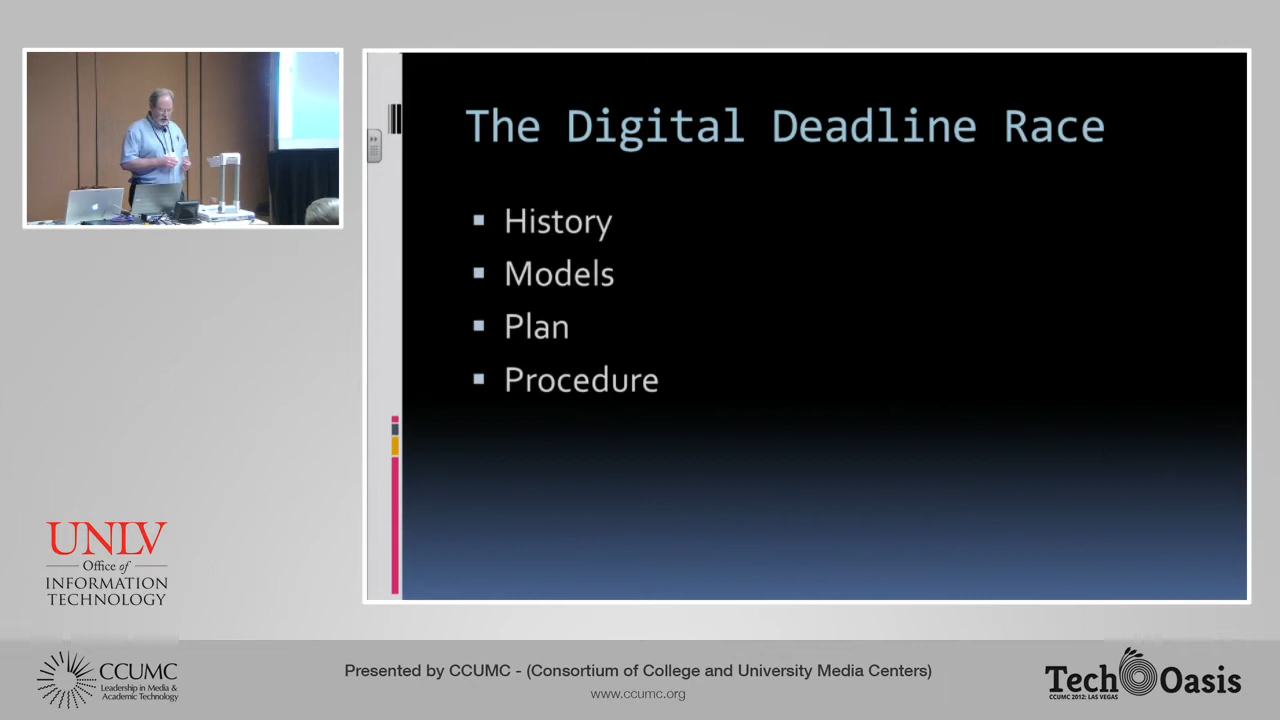 The Digital Deadline Race
History
Models
Plan
Procedure
UNLV
Office of
INFORMATION
TECHNOLOGY
CCUMC
Leadership in Media &
Academic Technology
Presented by CCUMC - (Consortium of College and University Media Centers)
www.ccumc.org
Tech Oasis
CCUMC 2012: LAS VEGAS